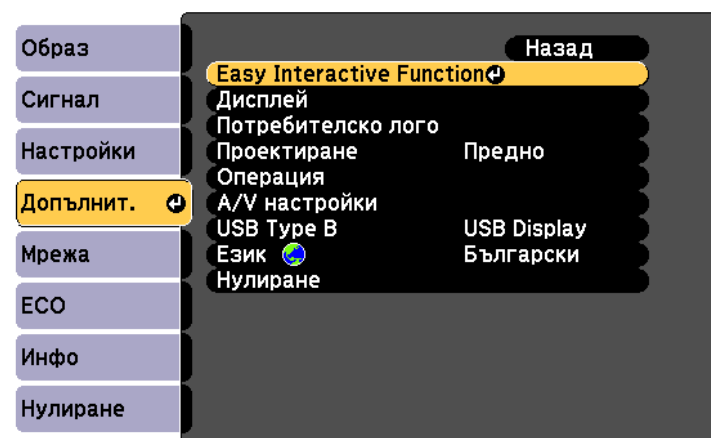 Образ
Сигнал
Настройки
Допълнит.
Мрежа
ECO
Инфо
Нулиране
Назад
Easy Interactive Function
Дисплей
Потребителско лого
Проектиране Предно
Операция
A/V настройки
USB Type B USB Display
Език Български
Нулиране